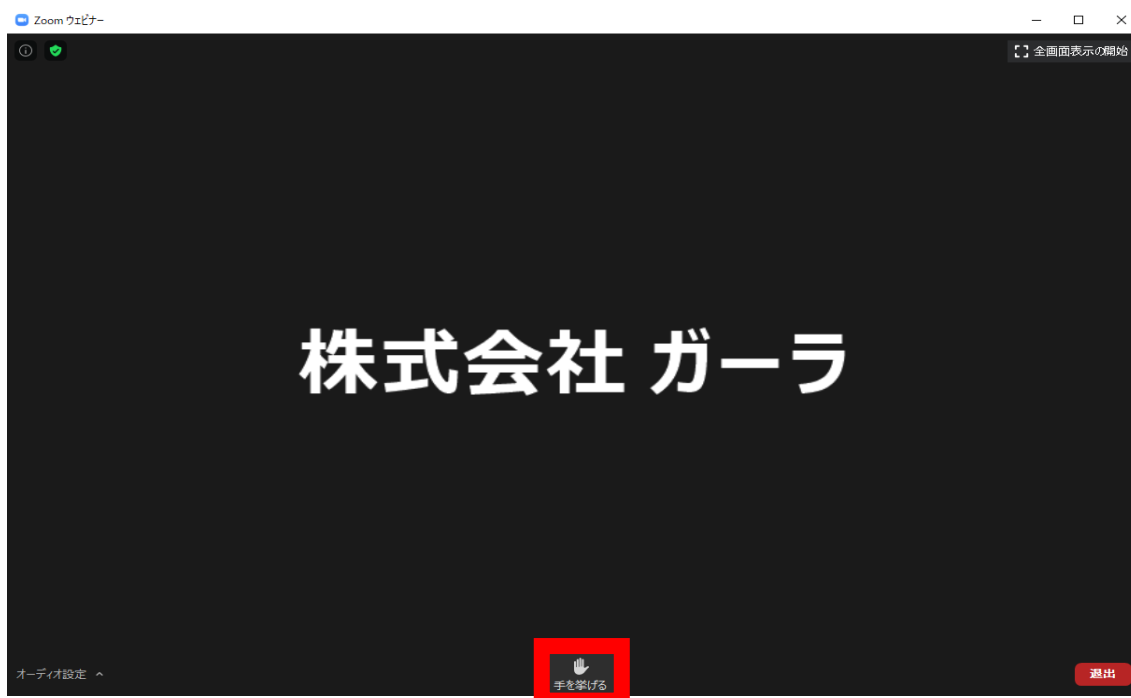 Zoom ウェビナー
全画面表示の開始
株式会社 ガーラ
オーディオ設定
手を挙げる
退出